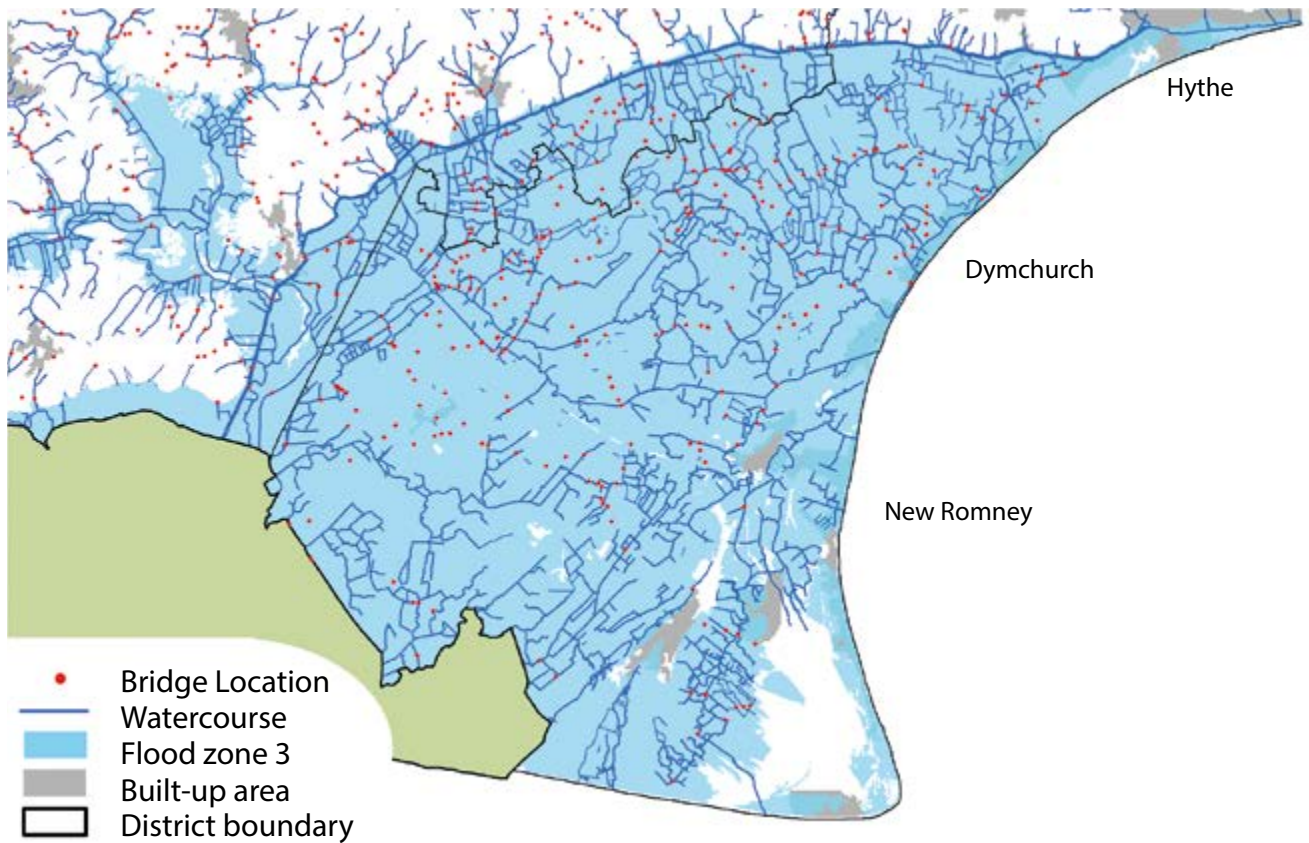 Hythe
Dymchurch
New Romney
Bridge Location
Watercourse
Flood zone 3
Built-up area
District boundary